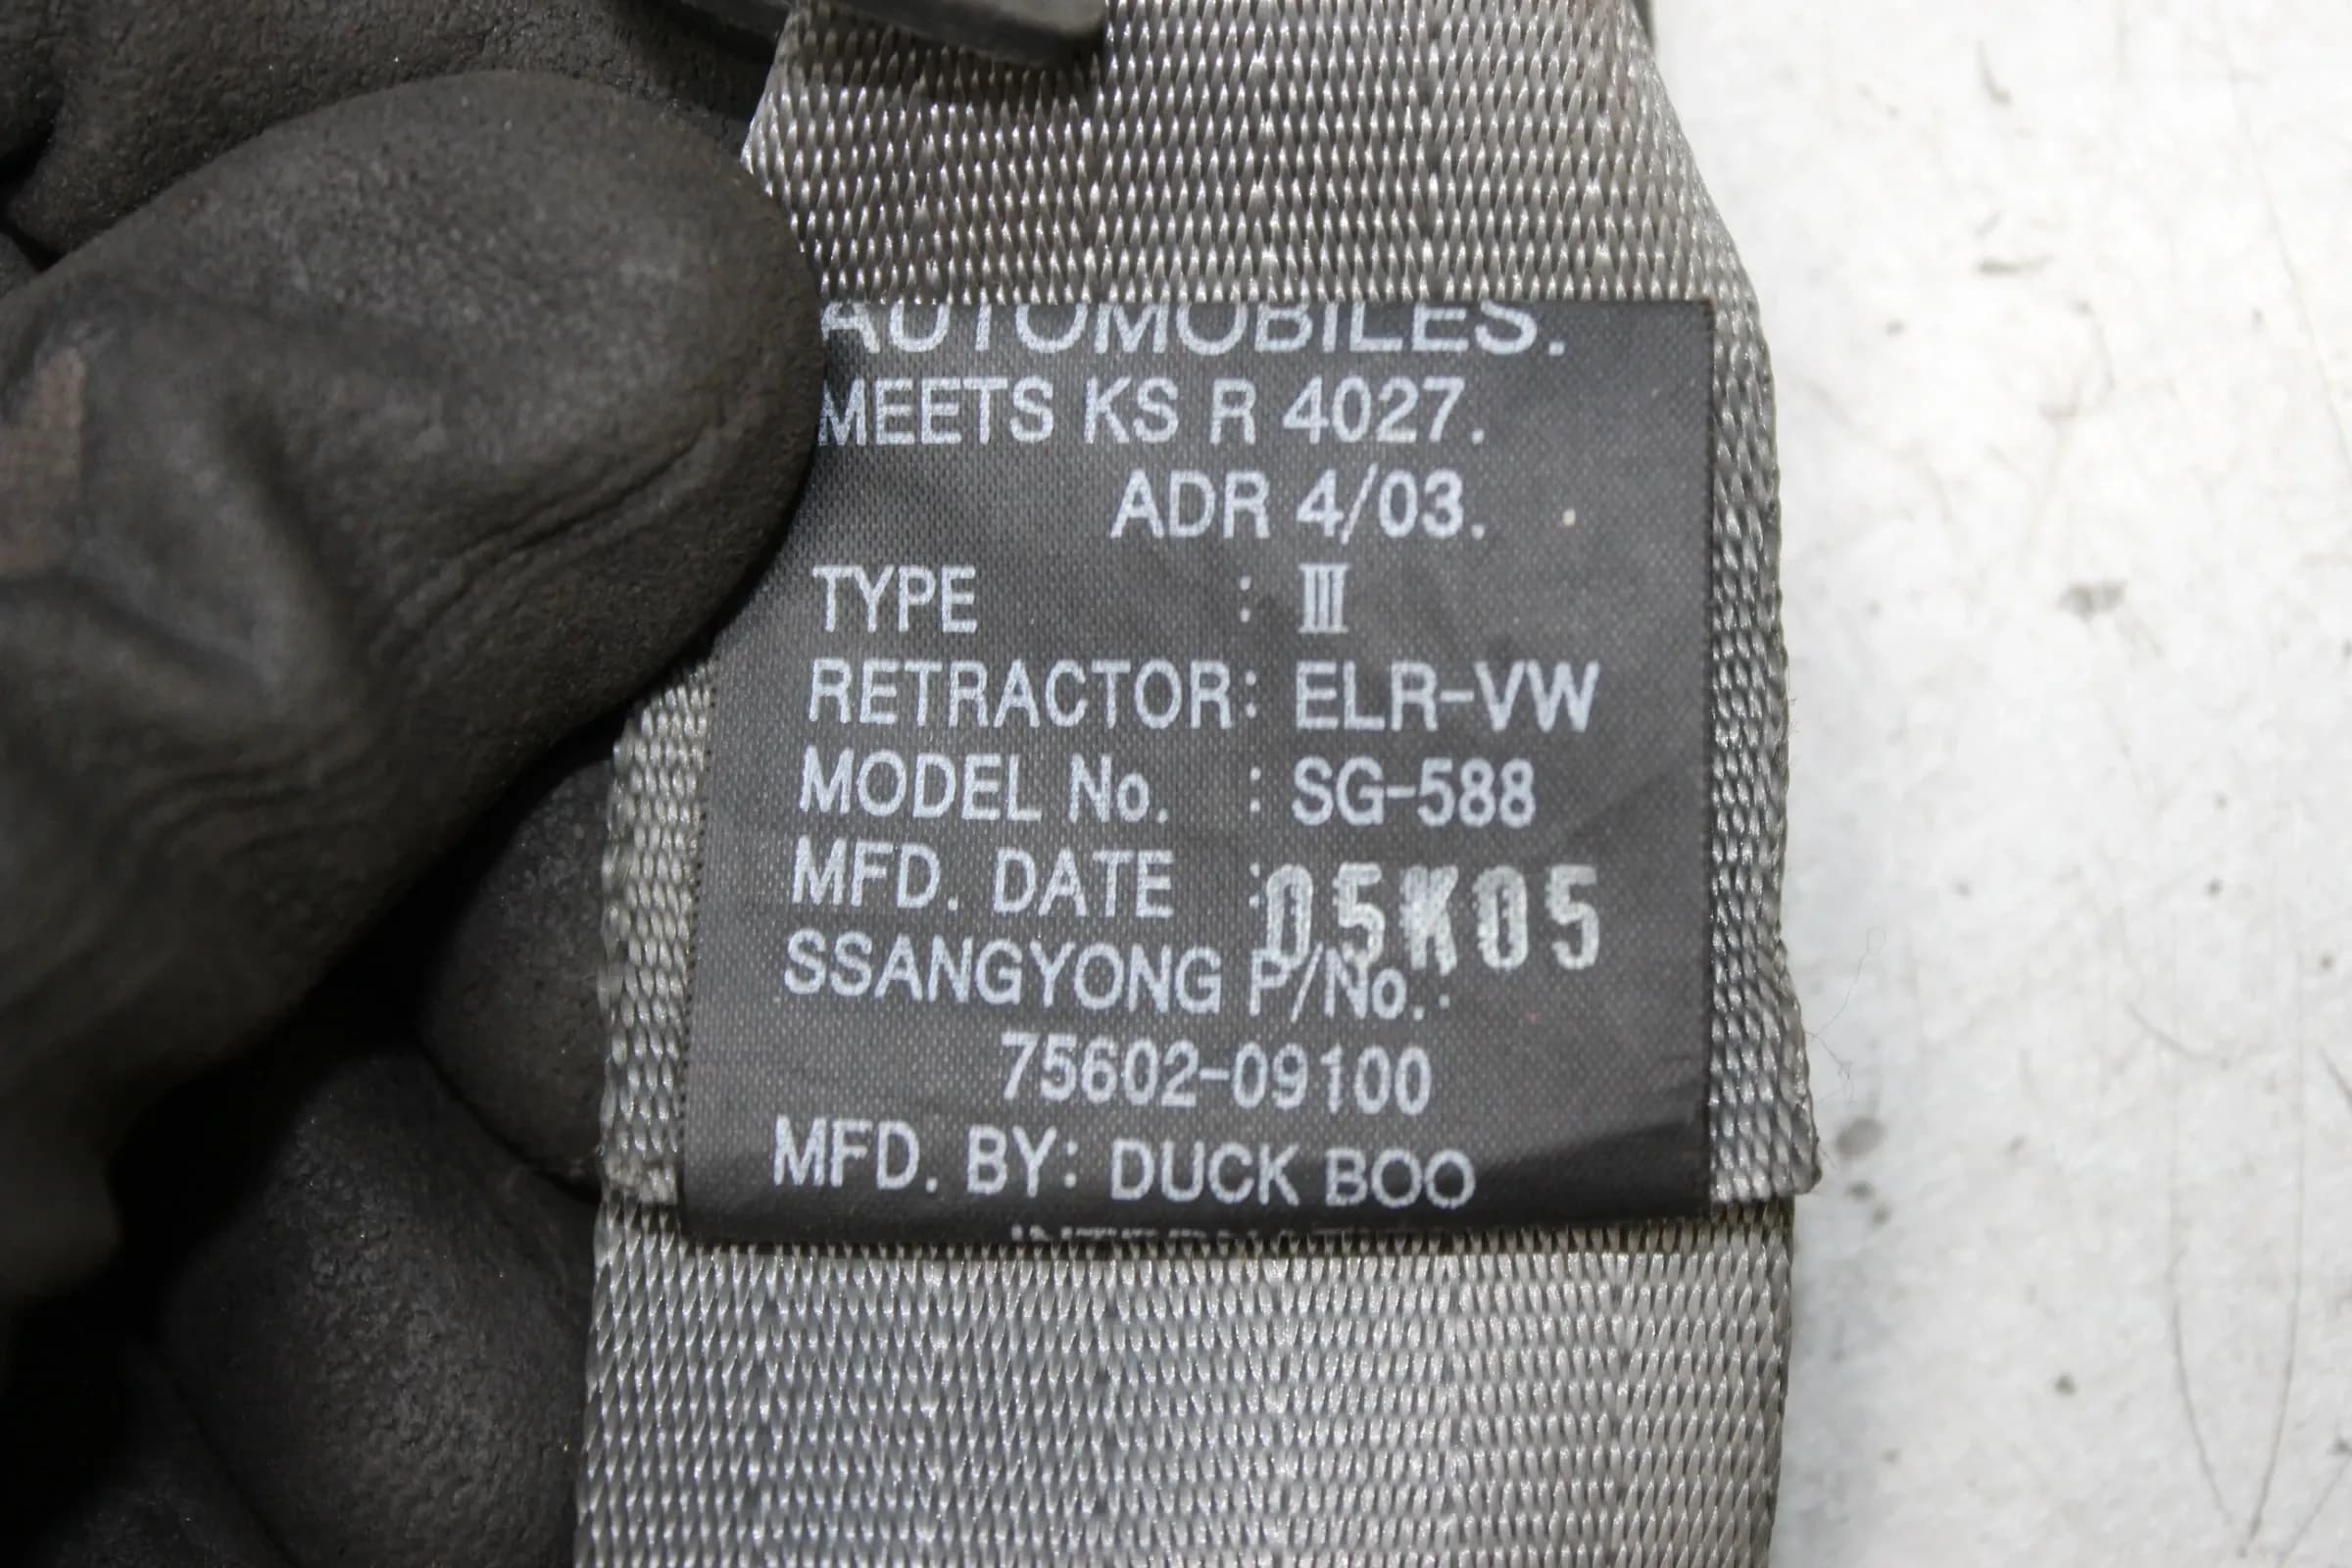 AUTOMOBILES.
MEETS KS R 4027.
ADR 4/03.
TYPE : Ⅲ
RETRACTOR: ELR-VW
MODEL No. : SG-588
MFD. DATE : 05K05
SSANGYONG P/No. :
75602-09100
MFD. BY: DUCK BOO